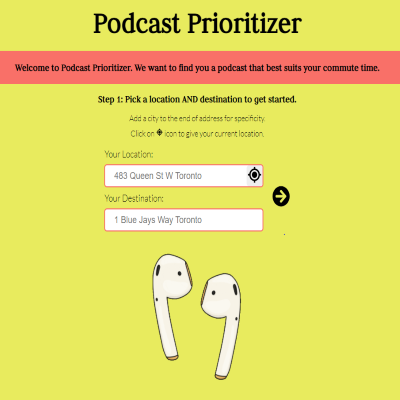 Podcast Prioritizer
Welcome to Podcast Prioritizer. We want to find you a podcast that best suits your commute time.
Step 1: Pick a location AND destination to get started.
Add a city to the end of address for specificity.
Click on icon to give your current location.
Your Location:
483 Queen St W Toronto
Your Destination:
1 Blue Jays Way Toronto